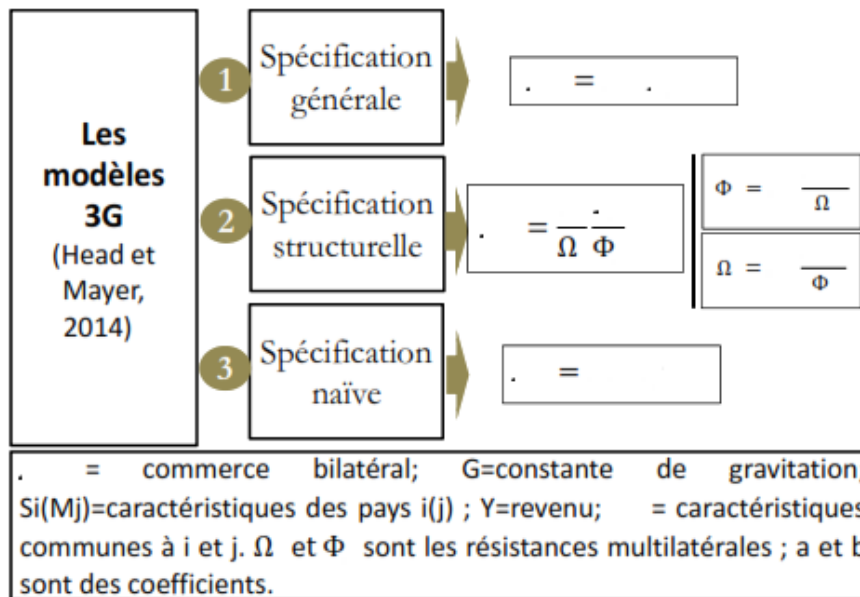 Les
modèles
3G
(Head et
Mayer,
2014)
1
Spécification
générale
. = .
2
Spécification
structurelle
. = Ω Φ
Φ = Ω
Ω = Φ
3
Spécification
naïve
. =
. = commerce bilatéral; G=constante de gravitation;
Si(Mj)=caractéristiques des pays i(j) ; Y=revenu; = caractéristiques
communes à i et j. Ω et Φ sont les résistances multilatérales ; a et b
sont des coefficients.